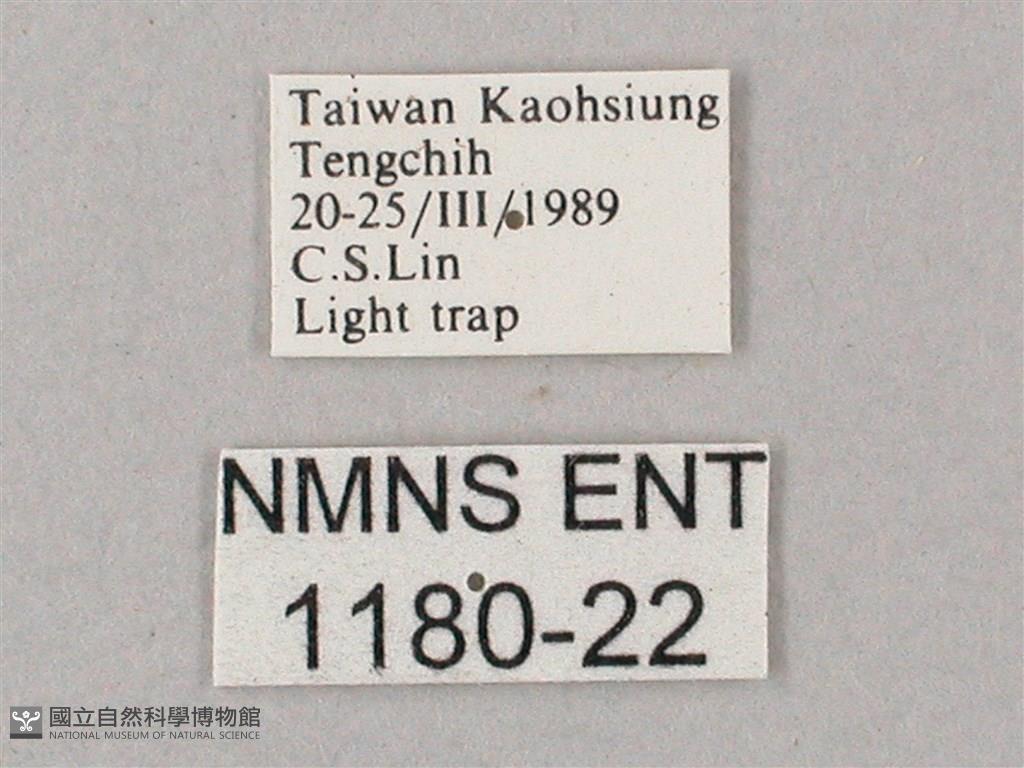 Taiwan Kaohsiung
Tengchih
20-25/III/1989
C.S.Lin
Light trap
NMNS ENT
1180-22
國立自然科學博物館
NATIONAL MUSEUM OF NATURAL SCIENCE